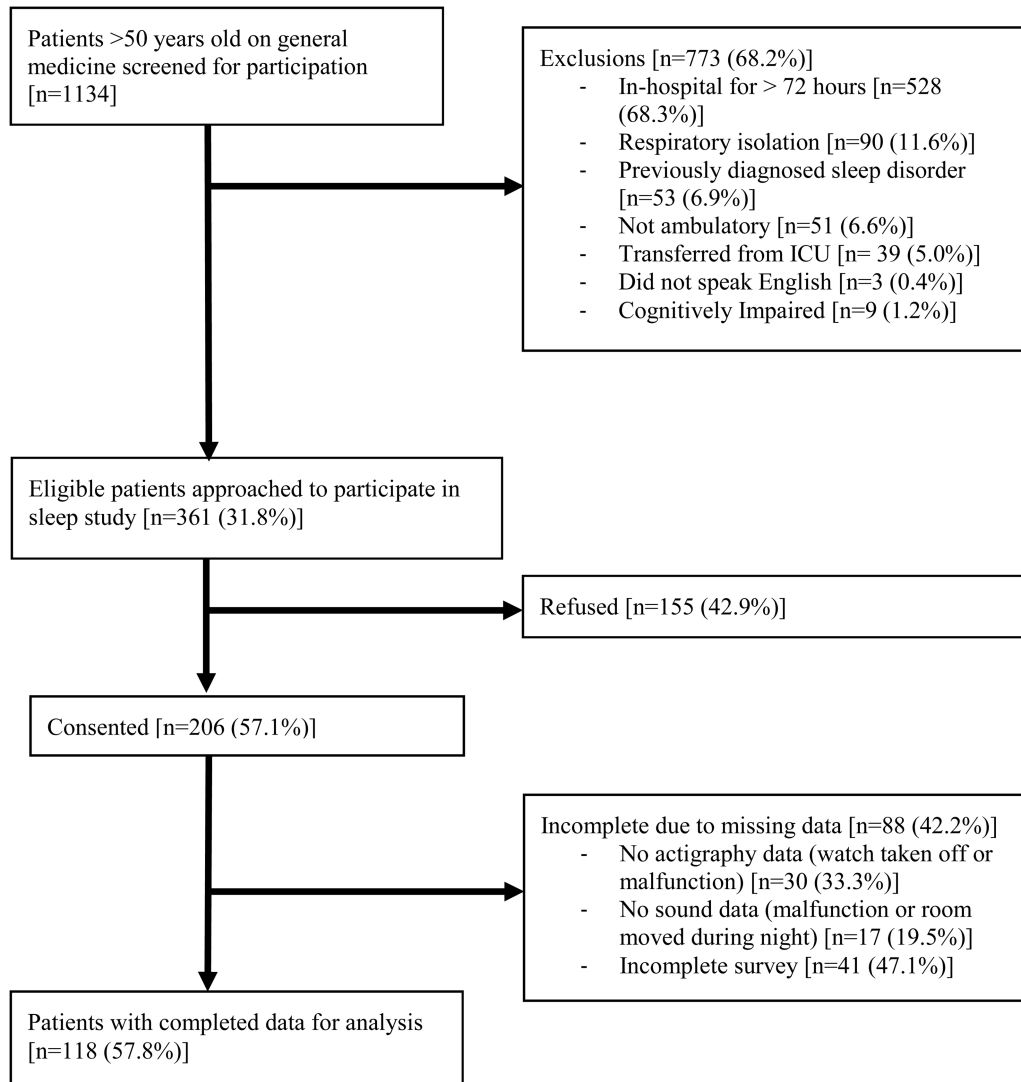 Patients >50 years old on general
medicine screened for participation
[n=1134]
Exclusions [n=773 (68.2%)]
- In-hospital for > 72 hours [n=528
(68.3%]
- Respiratory isolation [n=90 (11.6%)]
- Previously diagnosed sleep disorder
[n=53 (6.9%)]
- Not ambulatory [n=51 (6.6%)]
- Transferred from ICU [n= 39 (5.0%)]
- Did not speak English [n=3 (0.4%)]
- Cognitively Impaired [n=9 (1.2%)]
Eligible patients approached to participate in
sleep study [n=361 (31.8%)]
Refused [n=155 (42.9%)]
Consented [n=206 (57.1%)]
Incomplete due to missing data [n=88 (42.2%)]
- No actigraphy data (watch taken off or
malfunction) [n=30 (33.3%)]
- No sound data (malfunction or room
moved during night) [n=17 (19.5%)]
- Incomplete survey [n=41 (47.1%)]
Patients with completed data for analysis
[n=118 (57.8%)]